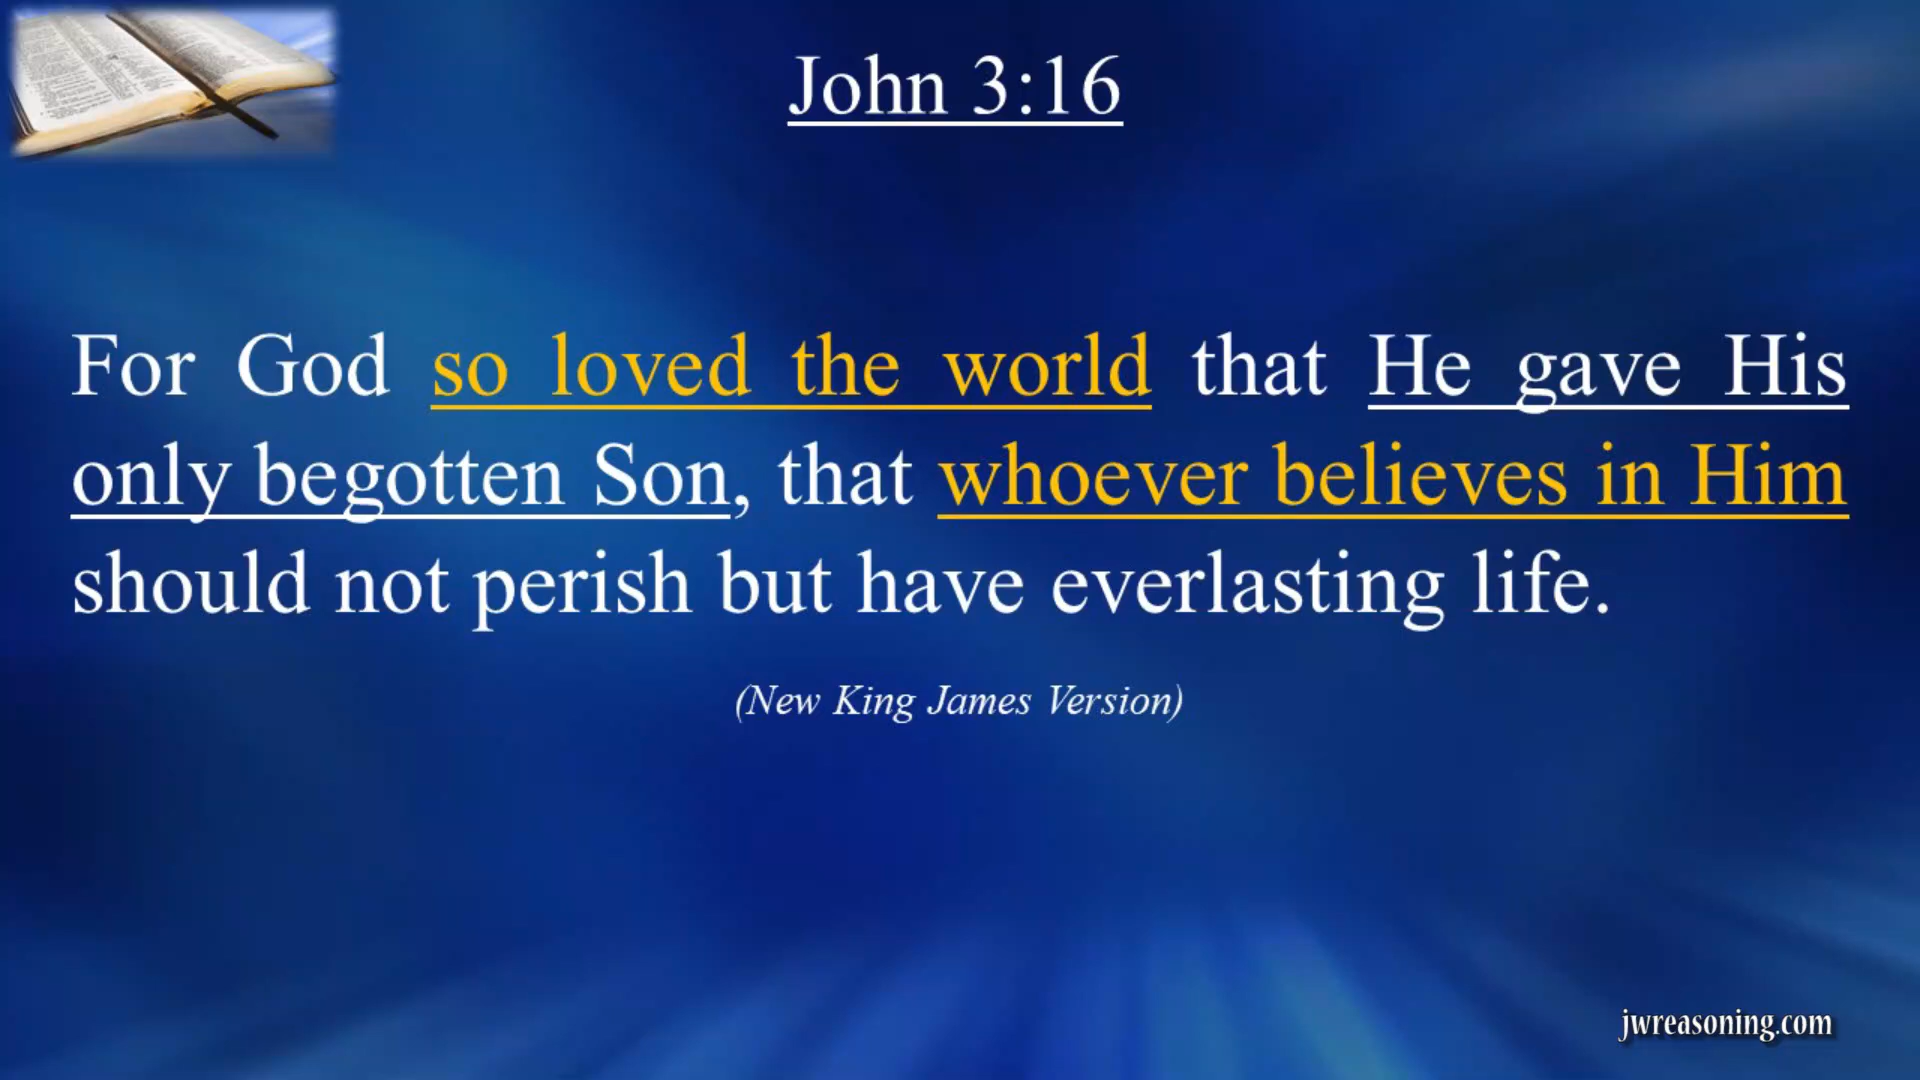 John 3:16
For God so loved the world that He gave His
only begotten Son, that whoever believes in Him
should not perish but have everlasting life.
(New King James Version)
jwreasoning.com